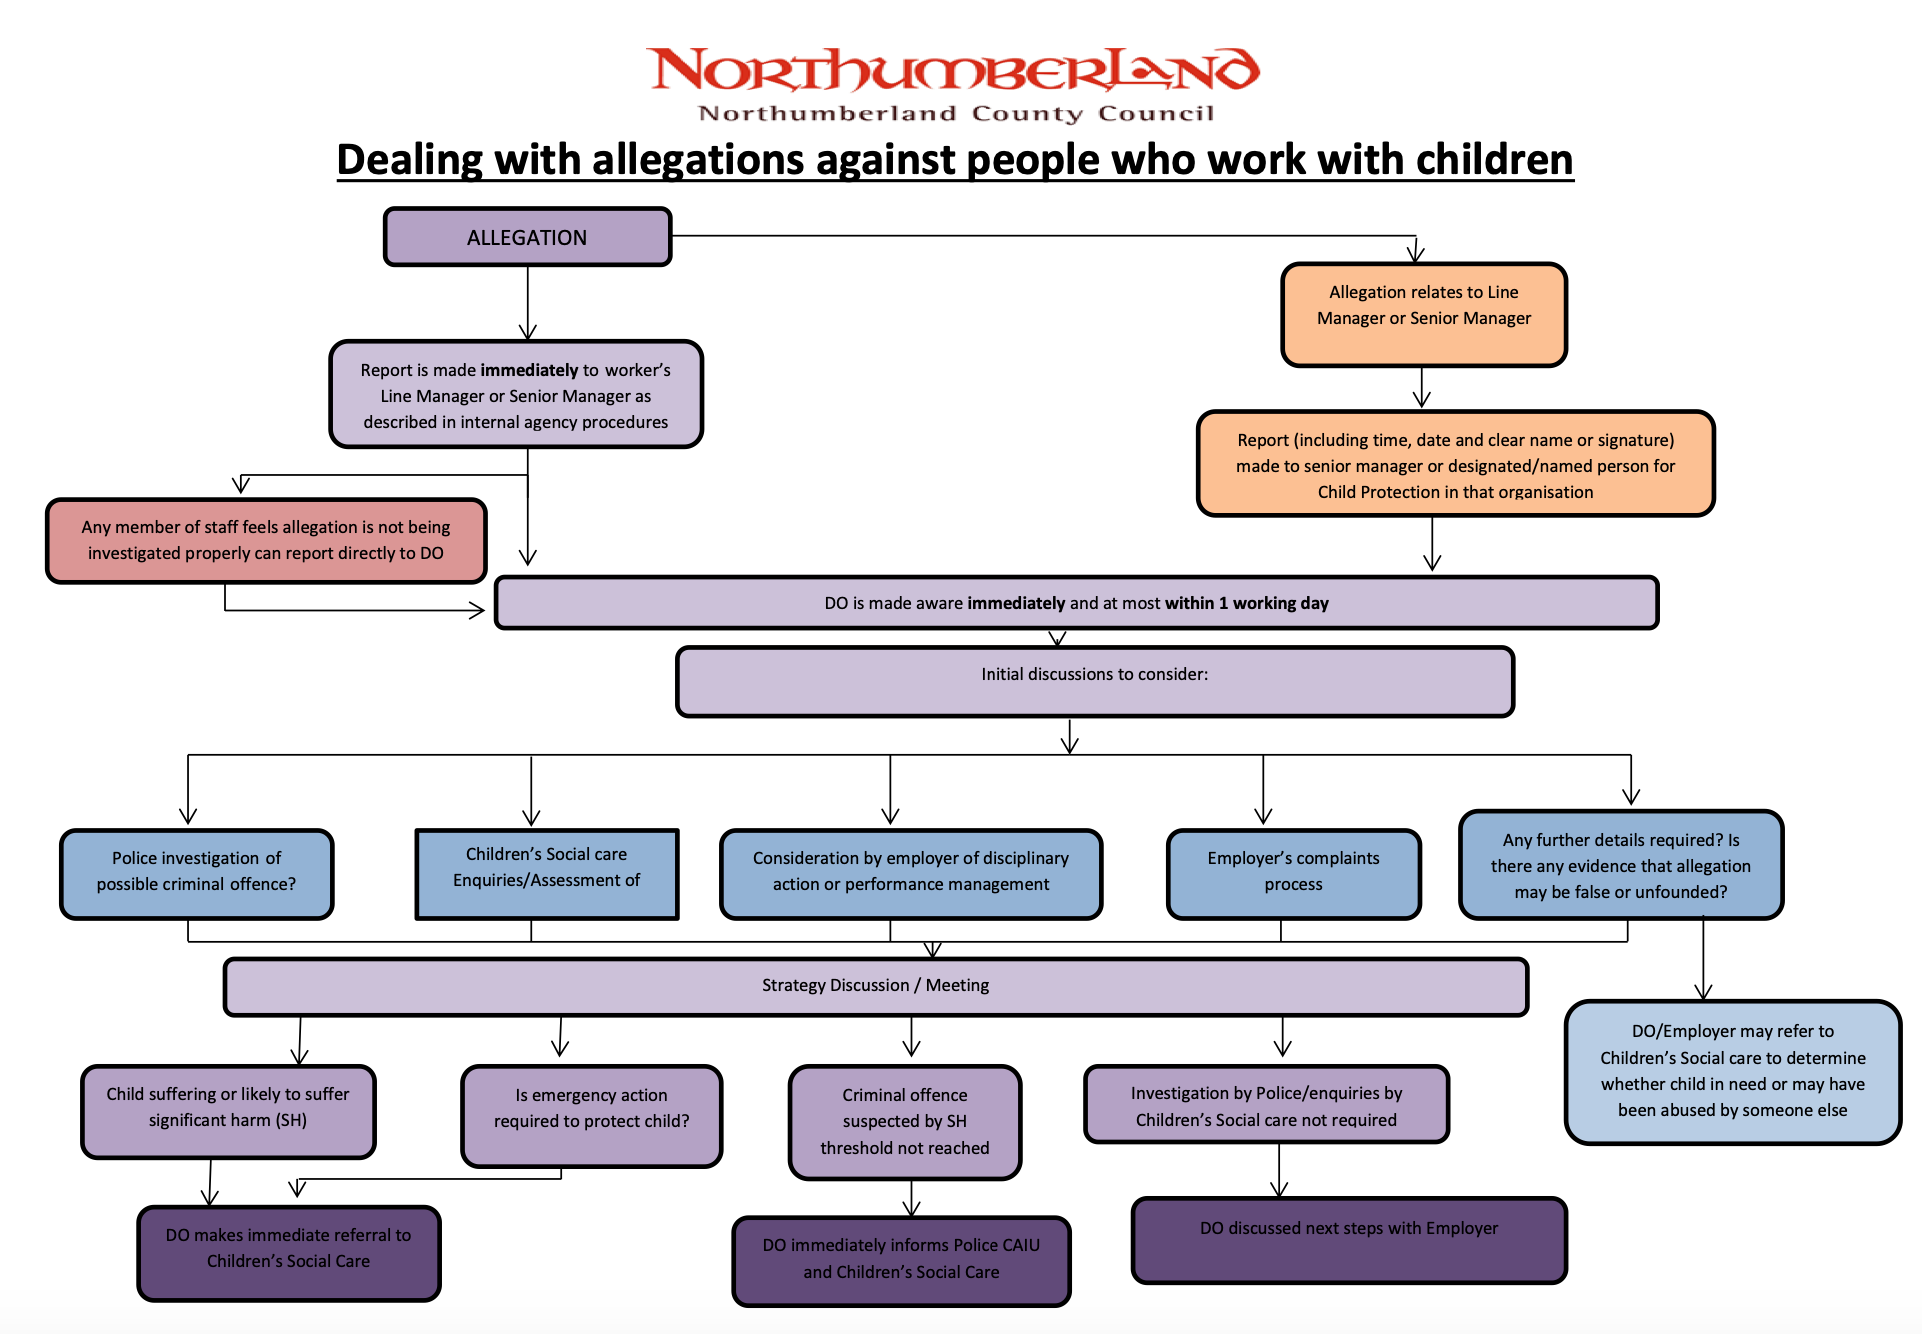 NORTHUMBERLAND
Northumberland County Council
Dealing with allegations against people who work with children
ALLEGATION
Allegation relates to Line
Manager or Senior Manager
Report is made immediately to worker’s
Line Manager or Senior Manager as
described in internal agency procedures
Report (including time, date and clear name or signature)
made to senior manager or designated/named person for
Child Protection in that organisation
Any member of staff feels allegation is not being
investigated properly can report directly to DO
DO is made aware immediately and at most within 1 working day
Initial discussions to consider:
Police investigation of
possible criminal offence?
Children’s Social care
Enquiries/Assessment of
Consideration by employer of disciplinary
action or performance management
Employer’s complaints
process
Any further details required? Is
there any evidence that allegation
may be false or unfounded?
Strategy Discussion / Meeting
DO/Employer may refer to
Children’s Social care to determine
whether child in need or may have
been abused by someone else
Child suffering or likely to suffer
significant harm (SH)
Is emergency action
required to protect child?
Criminal offence
suspected by SH
threshold not reached
Investigation by Police/enquiries by
Children’s Social care not required
DO makes immediate referral to
Children’s Social Care
DO immediately informs Police CAIU
and Children’s Social Care
DO discussed next steps with Employer